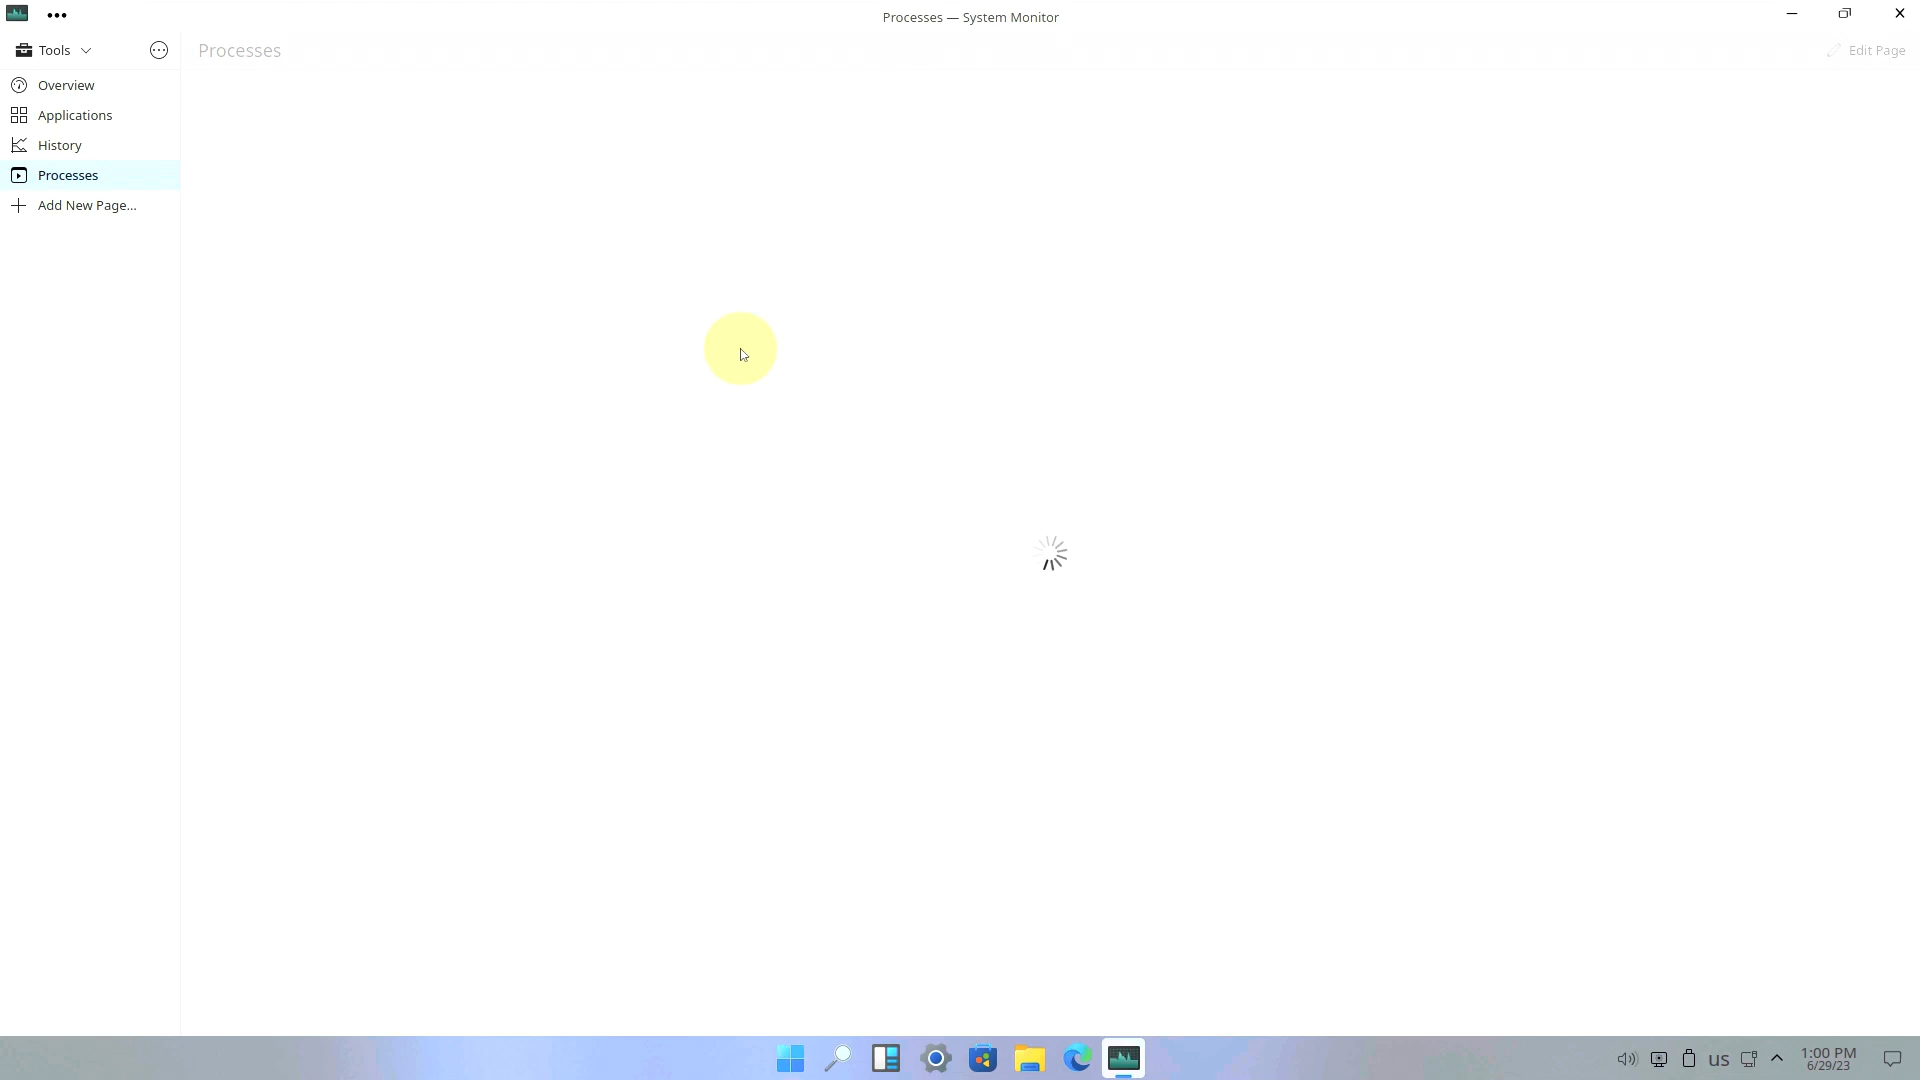 Processes — System Monitor
Tools
Processes
Edit Page
Overview
Applications
History
Processes
Add New Page...
us
1:00 PM
6/29/23